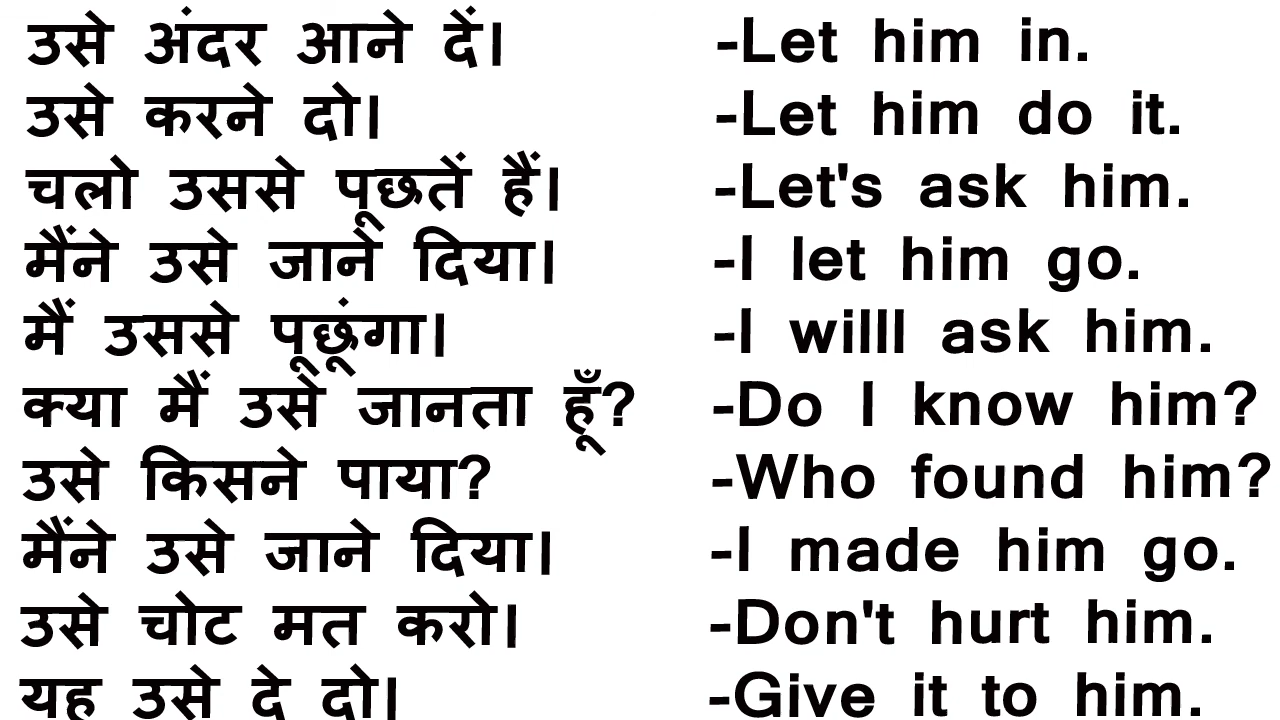 उसे अंदर आने दें। -Let him in.
उसे करने दो। -Let him do it.
चलो उससे पूछतें हैं। -Let's ask him.
मैंने उसे जाने दिया। -I let him go.
मैं उससे पूछूंगा। -I willl ask him.
क्या मैं उसे जानता हूँ? -Do I know him?
उसे किसने पाया? -Who found him?
मैंने उसे जाने दिया। -I made him go.
उसे चोट मत करो। -Don't hurt him.
यह उसे दे दो। -Give it to him.